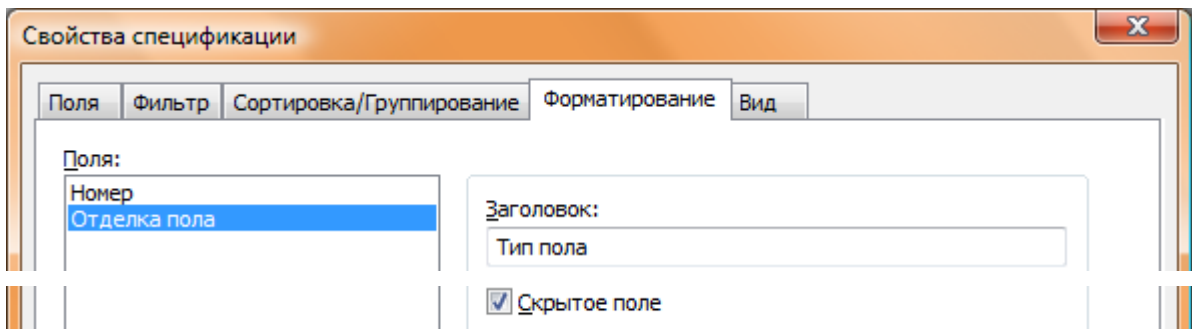 Свойства спецификации
Поля Фильтр Сортировка/Группирование Форматирование Вид
Поля:
Номер
Отделка пола
Заголовок:
Тип пола
Скрытое поле